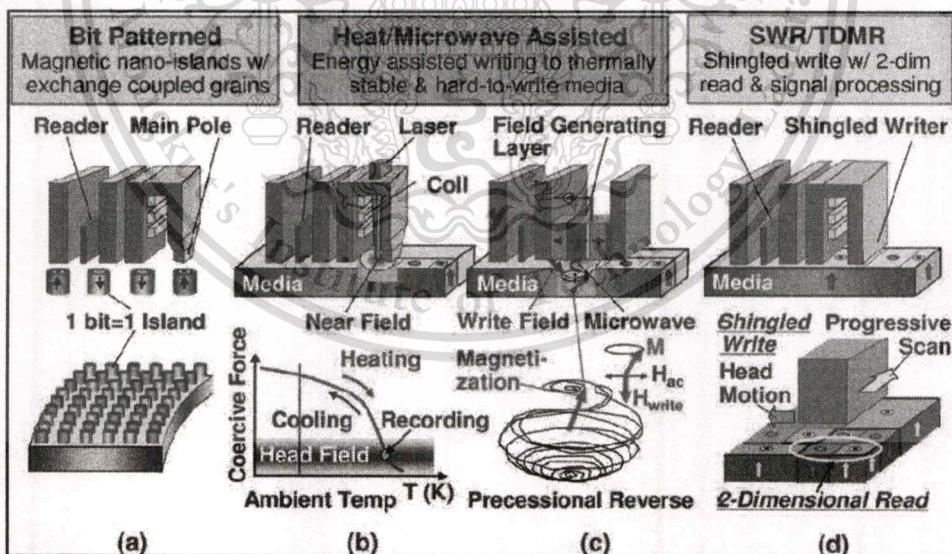 Bit Patterned
Magnetic nano-islands w/
exchange coupled grains
Heat/Microwave Assisted
Energy assisted writing to thermally
stable & hard-to-write media
SWR/TDMR
Shingled write w/ 2-dim
read & signal processing
Reader Main Pole
1 bit=1 Island
(a)
Reader Laser
Coil
Media
Near Field
Coercive Force
Heating
Cooling
Recording
Head Field
Ambient Temp
T (K)
(b)
Field Generating
Layer
Media
Write Field Microwave
Magneti-
zation
M
Hac
Hwrite
Precessional Reverse
(c)
Reader Shingled Writer
Media
Shingled
Write
Progressive
Scan
Head
Motion
2-Dimensional Read
(d)